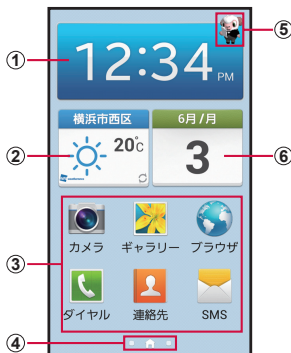 ⑤
① 12:34 PM
横浜市西区 6月/月
② 20℃ 3 ⑥
③
カメラ ギャラリー ブラウザ
ダイヤル 連絡先 SMS
④